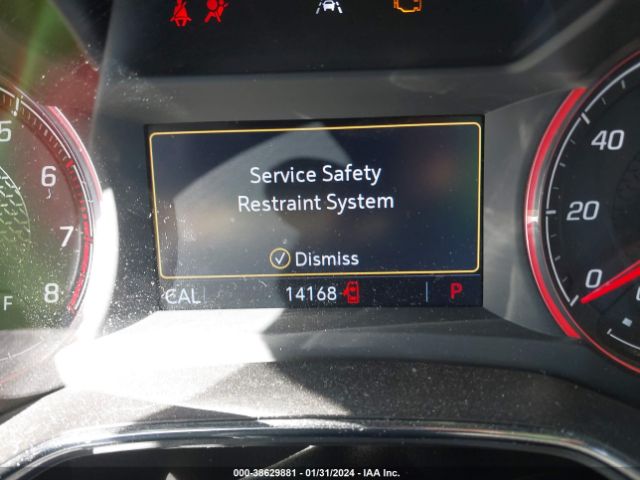 5
6
7
8
F
Service Safety
Restraint System
Dismiss
CAL 14168 P
40
20
0
000-38629881 - 01/31/2024 - IAA Inc.